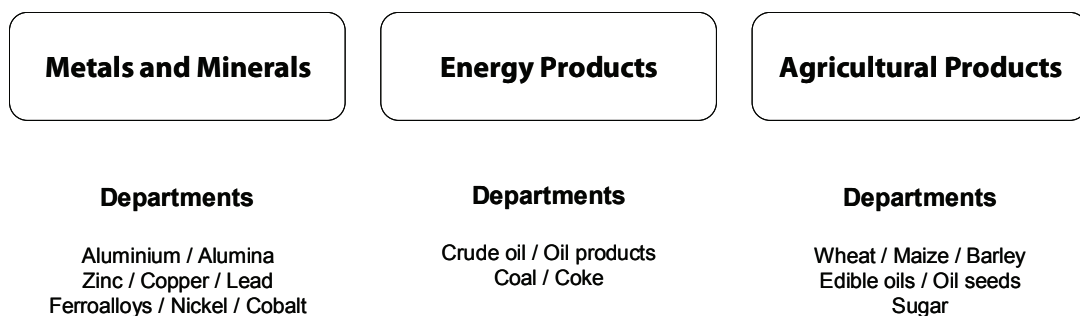 Metals and Minerals
Departments
Aluminium / Alumina
Zinc / Copper / Lead
Ferroalloys / Nickel / Cobalt
Energy Products
Departments
Crude oil / Oil products
Coal / Coke
Agricultural Products
Departments
Wheat / Maize / Barley
Edible oils / Oil seeds
Sugar